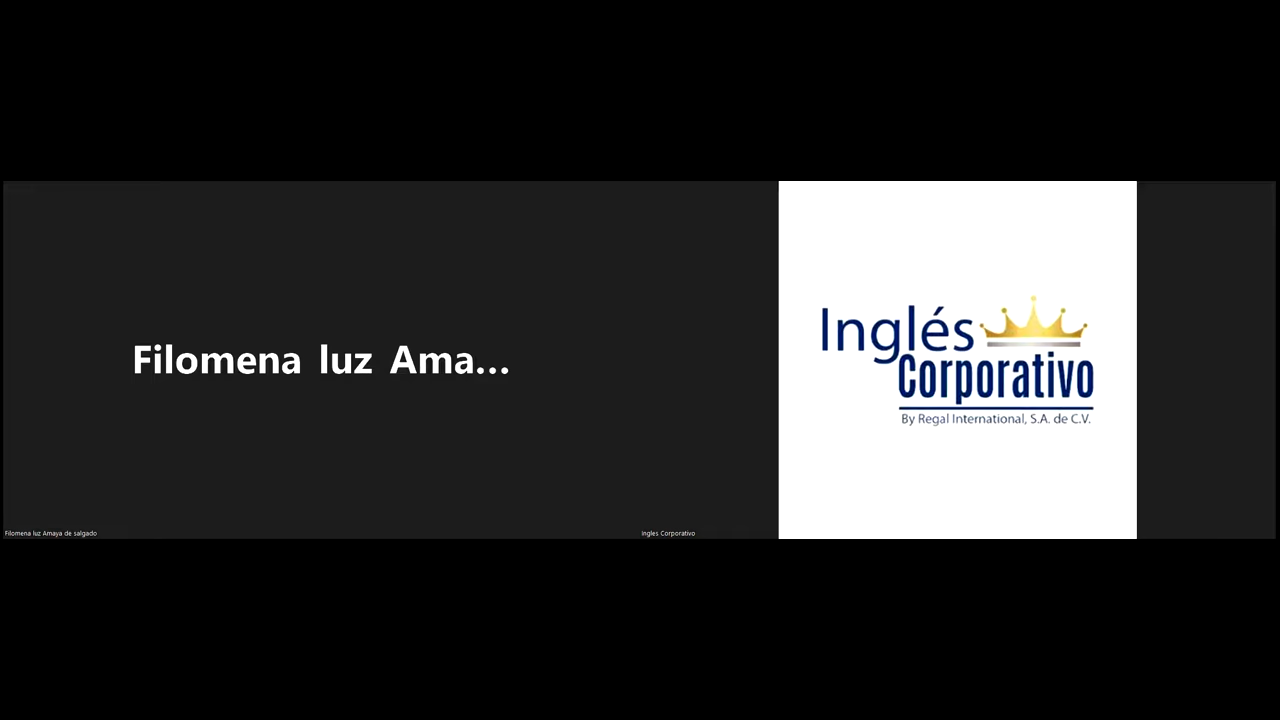 Filomena luz Ama...
Inglés
Corporativo
By Regal International, S.A. de C.V.
Filomena luz Amaya de salgado
Ingles Corporativo